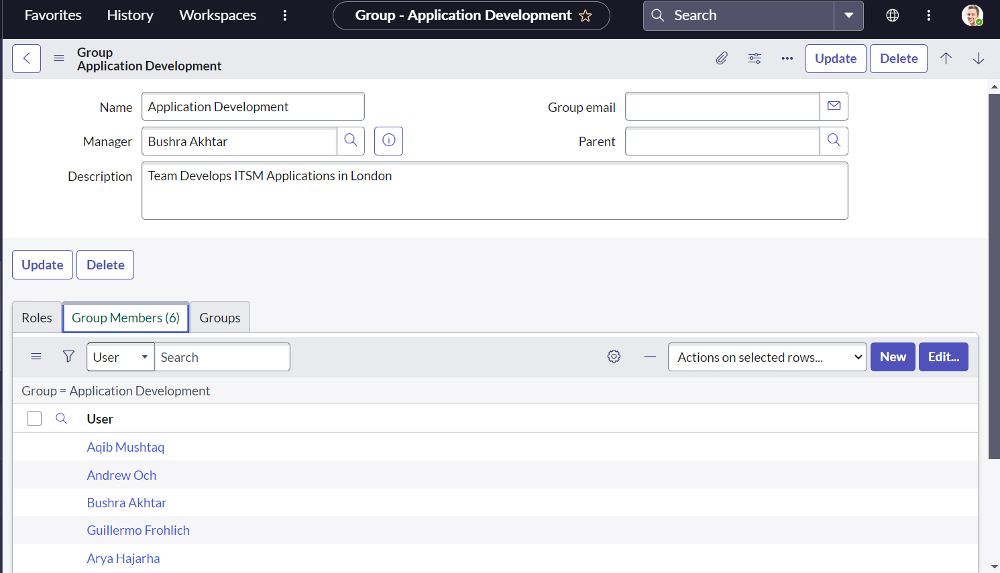 Favorites History Workspaces Group - Application Development Search
Group
Application Development
Update Delete
Name Application Development Group email
Manager Bushra Akhtar Parent
Description Team Develops ITSM Applications in London
Update Delete
Roles Group Members (6) Groups
User Search Actions on selected rows... New Edit...
Group = Application Development
User
Aqib Mushtaq
Andrew Och
Bushra Akhtar
Guillermo Frohlich
Arya Hajarha